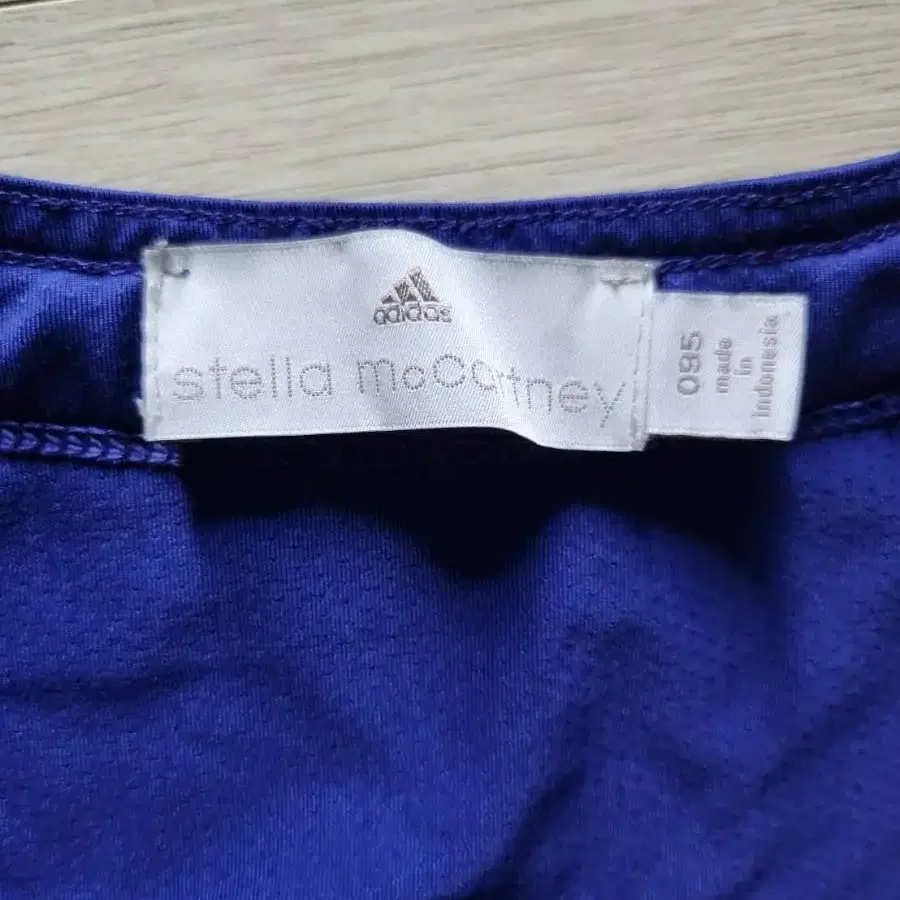 adidas
stella mcCartney
095
made
in
indonesia